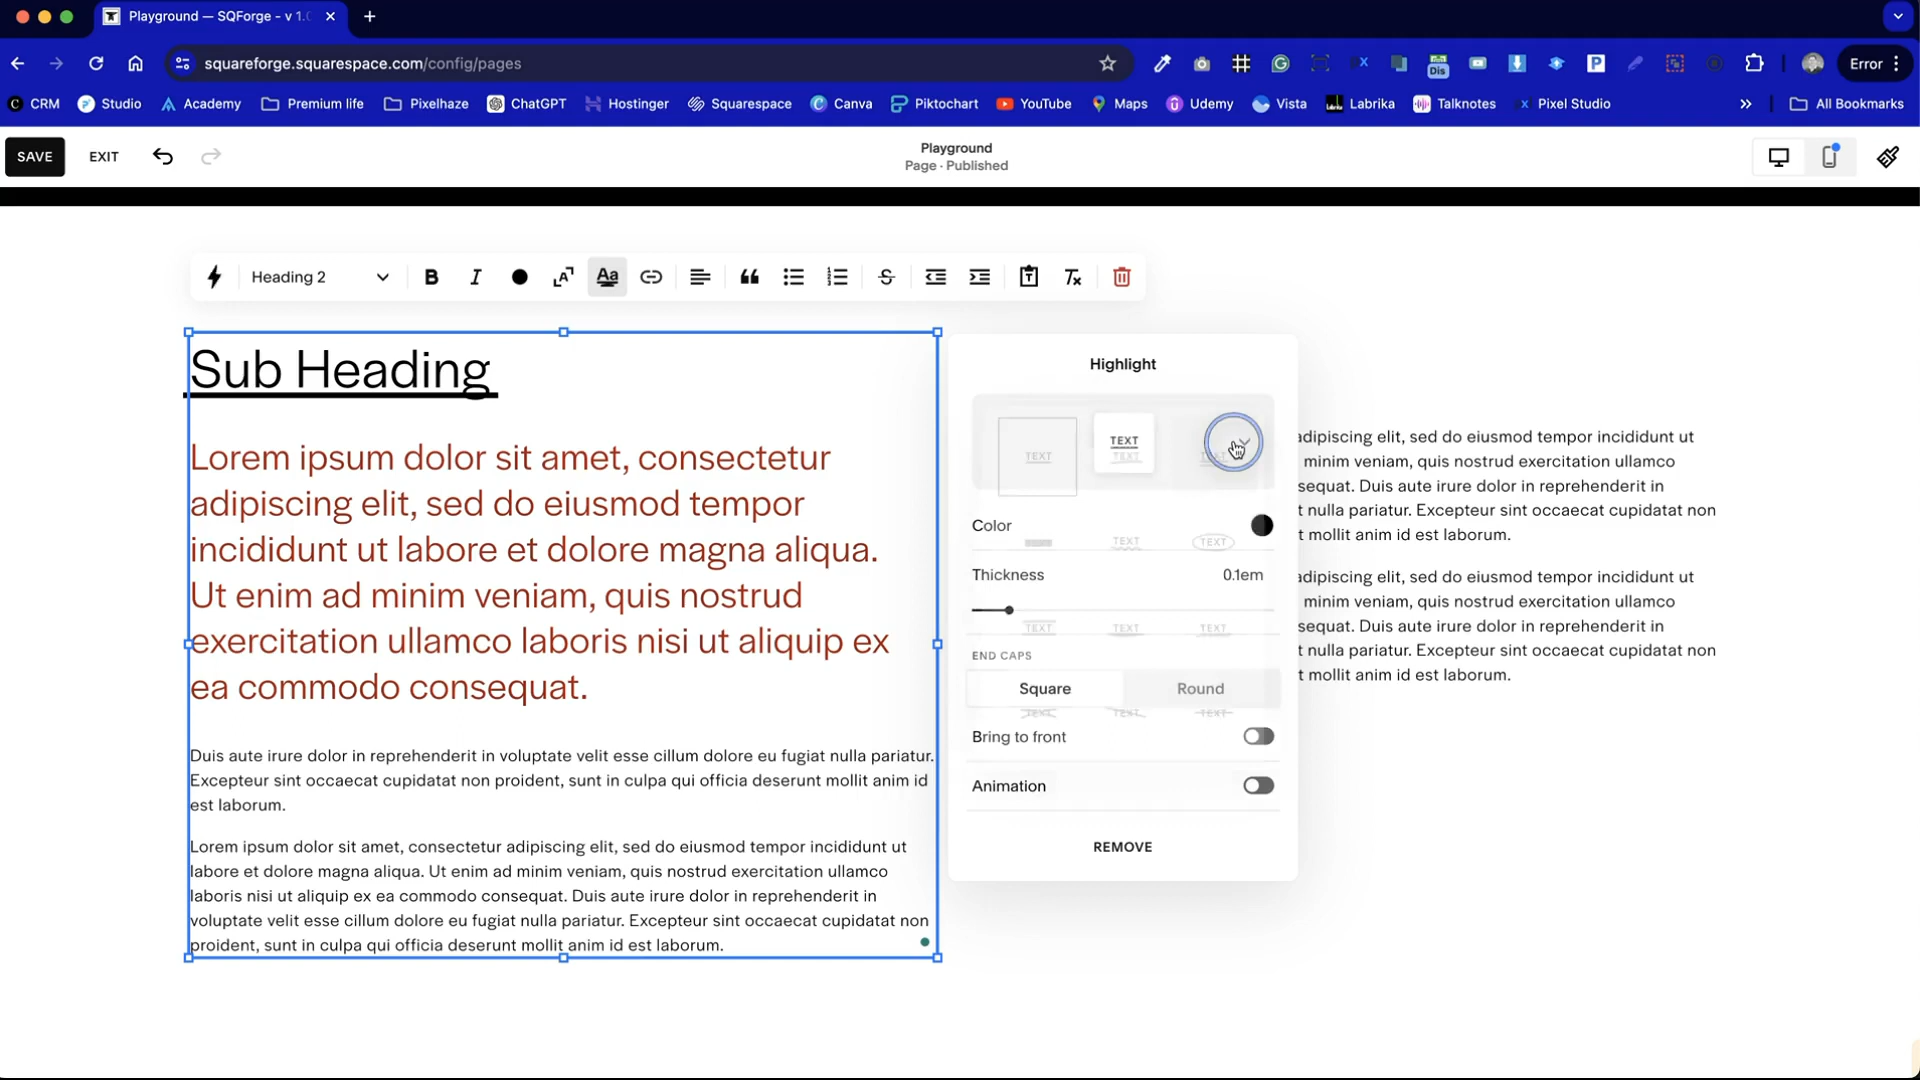 Playground — SQForge - v 1.0
squareforge.squarespace.com/config/pages
Error
CRM Studio Academy Premium life Pixelhaze ChatGPT Hostinger Squarespace Canva Piktochart YouTube Maps Udemy Vista Labrika Talknotes Pixel Studio » All Bookmarks
SAVE EXIT
Playground
Page · Published
Heading 2
Sub Heading
Lorem ipsum dolor sit amet, consectetur
adipiscing elit, sed do eiusmod tempor
incididunt ut labore et dolore magna aliqua.
Ut enim ad minim veniam, quis nostrud
exercitation ullamco laboris nisi ut aliquip ex
ea commodo consequat.
Duis aute irure dolor in reprehenderit in voluptate velit esse cillum dolore eu fugiat nulla pariatur.
Excepteur sint occaecat cupidatat non proident, sunt in culpa qui officia deserunt mollit anim id
est laborum.
Lorem ipsum dolor sit amet, consectetur adipiscing elit, sed do eiusmod tempor incididunt ut
labore et dolore magna aliqua. Ut enim ad minim veniam, quis nostrud exercitation ullamco
laboris nisi ut aliquip ex ea commodo consequat. Duis aute irure dolor in reprehenderit in
voluptate velit esse cillum dolore eu fugiat nulla pariatur. Excepteur sint occaecat cupidatat non
proident, sunt in culpa qui officia deserunt mollit anim id est laborum.
Highlight
TEXT TEXT TEXT
TEXT
Color
TEXT TEXT
Thickness 0.1em
TEXT TEXT TEXT
END CAPS
Square Round
TEXT TEXT TEXT
Bring to front
Animation
REMOVE
adipiscing elit, sed do eiusmod tempor incididunt ut
minim veniam, quis nostrud exercitation ullamco
sequat. Duis aute irure dolor in reprehenderit in
t nulla pariatur. Excepteur sint occaecat cupidatat non
t mollit anim id est laborum.
adipiscing elit, sed do eiusmod tempor incididunt ut
minim veniam, quis nostrud exercitation ullamco
sequat. Duis aute irure dolor in reprehenderit in
t nulla pariatur. Excepteur sint occaecat cupidatat non
t mollit anim id est laborum.